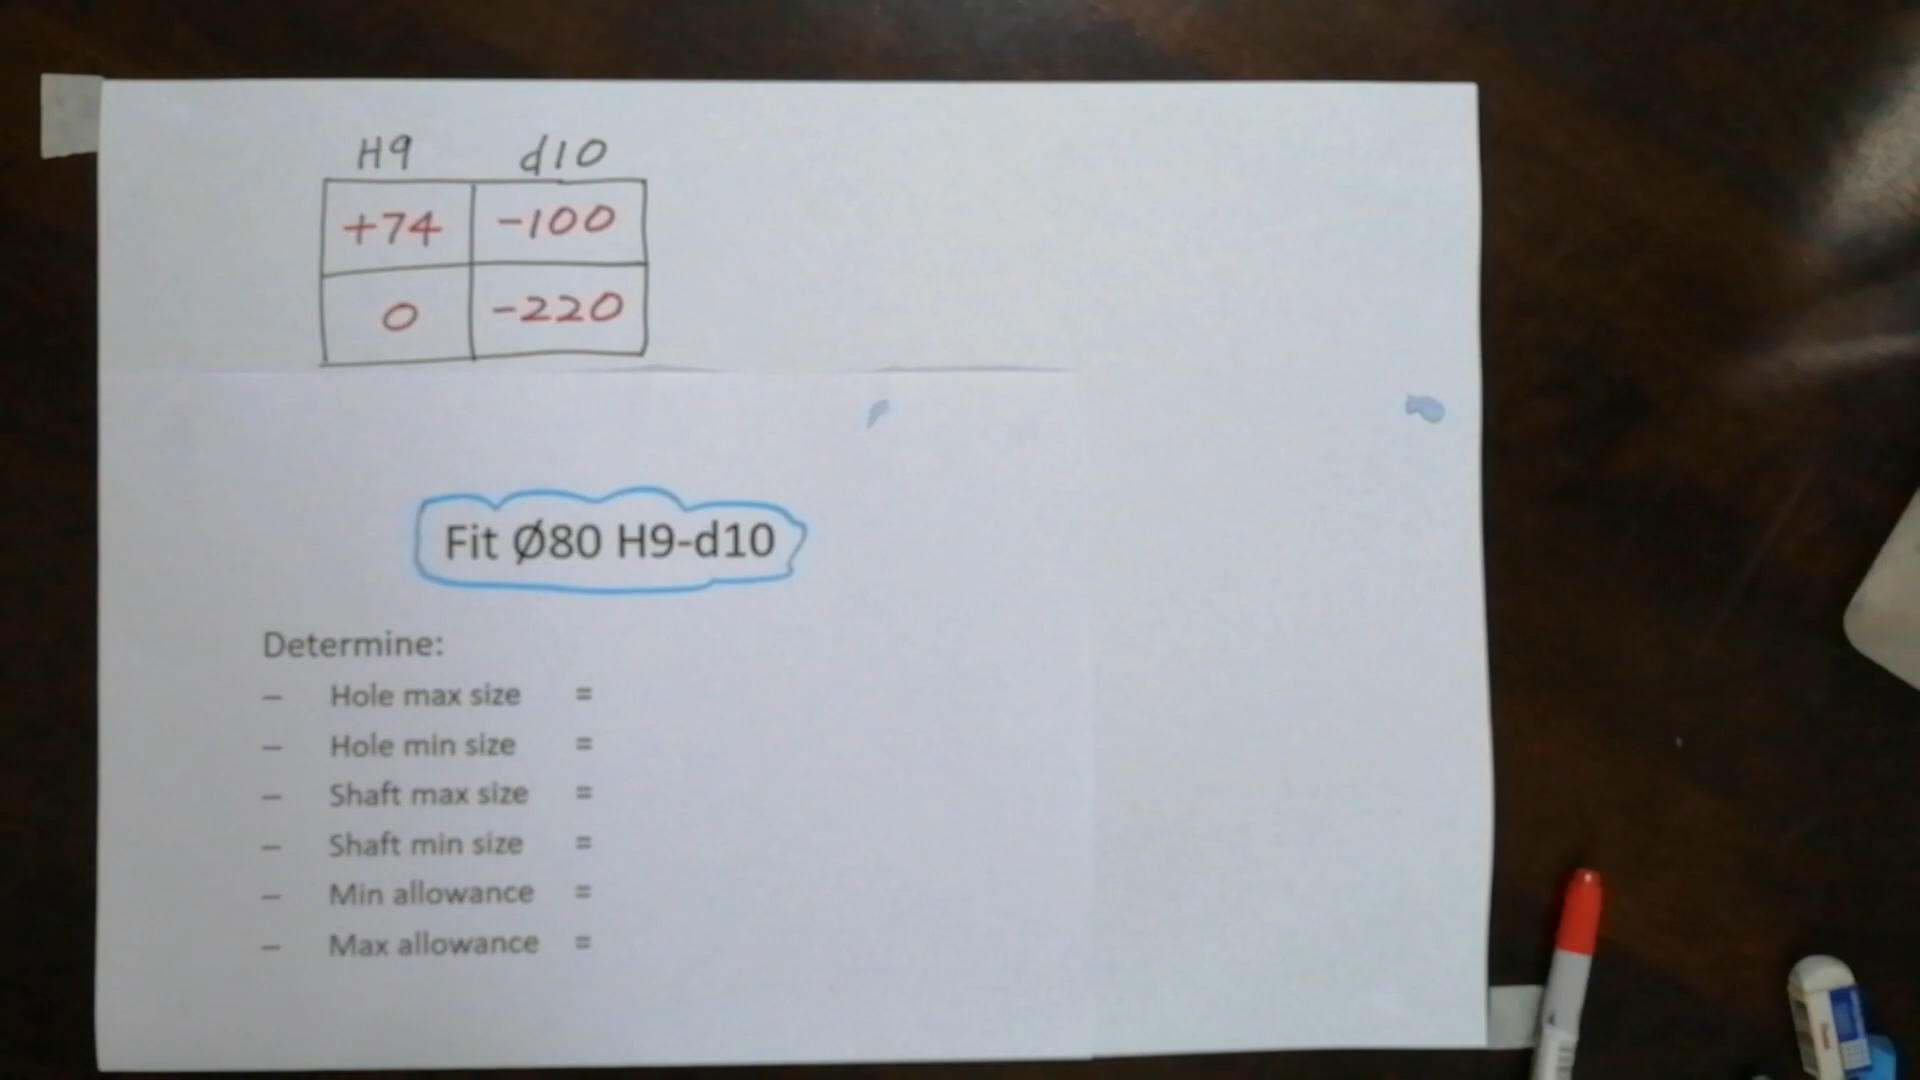 H9 d10
+74 -100
0 -220
Fit Ø80 H9-d10
Determine:
– Hole max size =
– Hole min size =
– Shaft max size =
– Shaft min size =
– Min allowance =
– Max allowance =